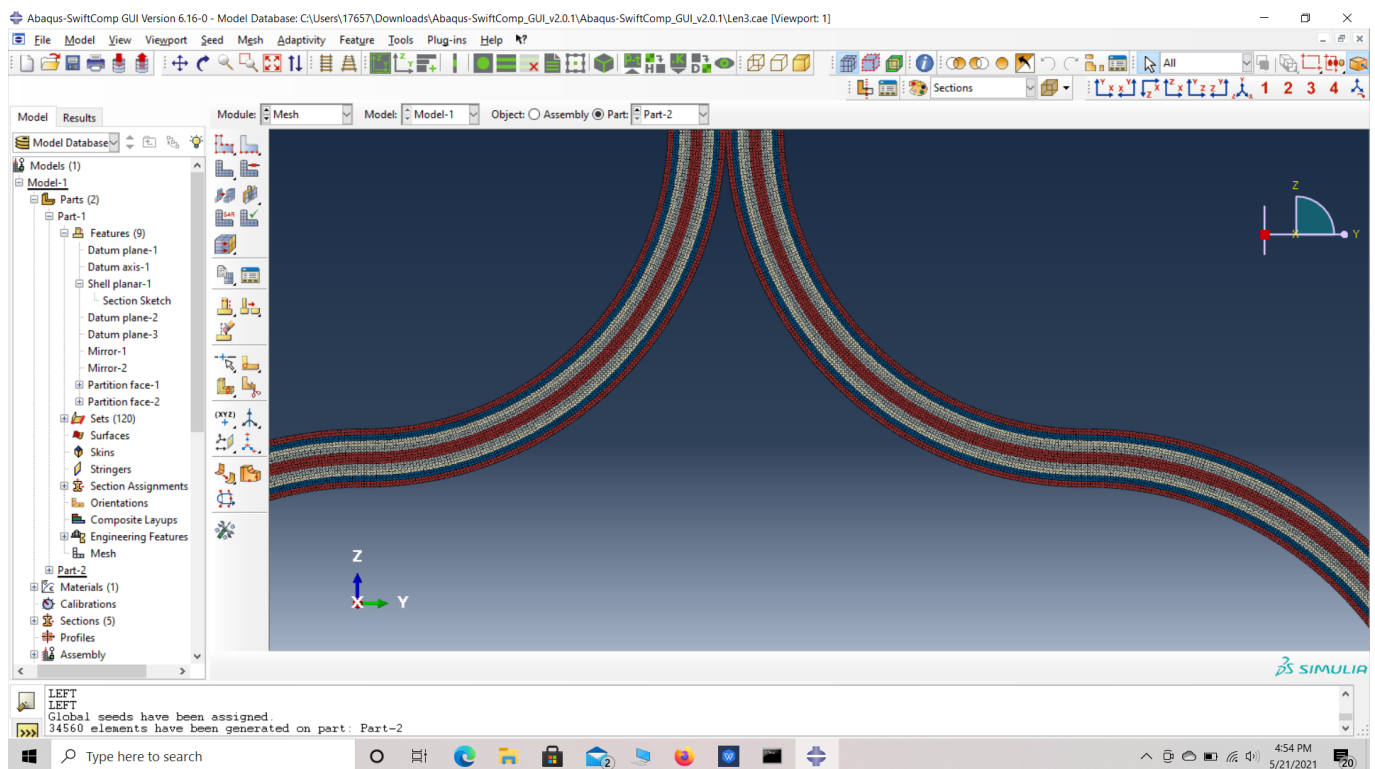 Abaqus-SwiftComp GUI Version 6.16-0 - Model Database: C:\Users\17657\Downloads\Abaqus-SwiftComp_GUI_v2.0.1\Abaqus-SwiftComp_GUI_v2.0.1\Len3.cae [Viewport: 1]
File Model View Viewport Seed Mesh Adaptivity Feature Tools Plug-ins Help
All
Sections
1 2 3 4
Model Results
Module: Mesh Model: Model-1 Object: Assembly Part: Part-2
Model Database
Models (1)
Model-1
Parts (2)
Part-1
Features (9)
Datum plane-1
Datum axis-1
Shell planar-1
Section Sketch
Datum plane-2
Datum plane-3
Mirror-1
Mirror-2
Partition face-1
Partition face-2
Sets (120)
Surfaces
Skins
Stringers
Section Assignments
Orientations
Composite Layups
Engineering Features
Mesh
Part-2
Materials (1)
Calibrations
Sections (5)
Profiles
Assembly
(XYZ)
Z
X
Y
Z
X
Y
SIMULIA
LEFT
LEFT
Global seeds have been assigned.
34560 elements have been generated on part: Part-2
Type here to search
2
4:54 PM
5/21/2021
20